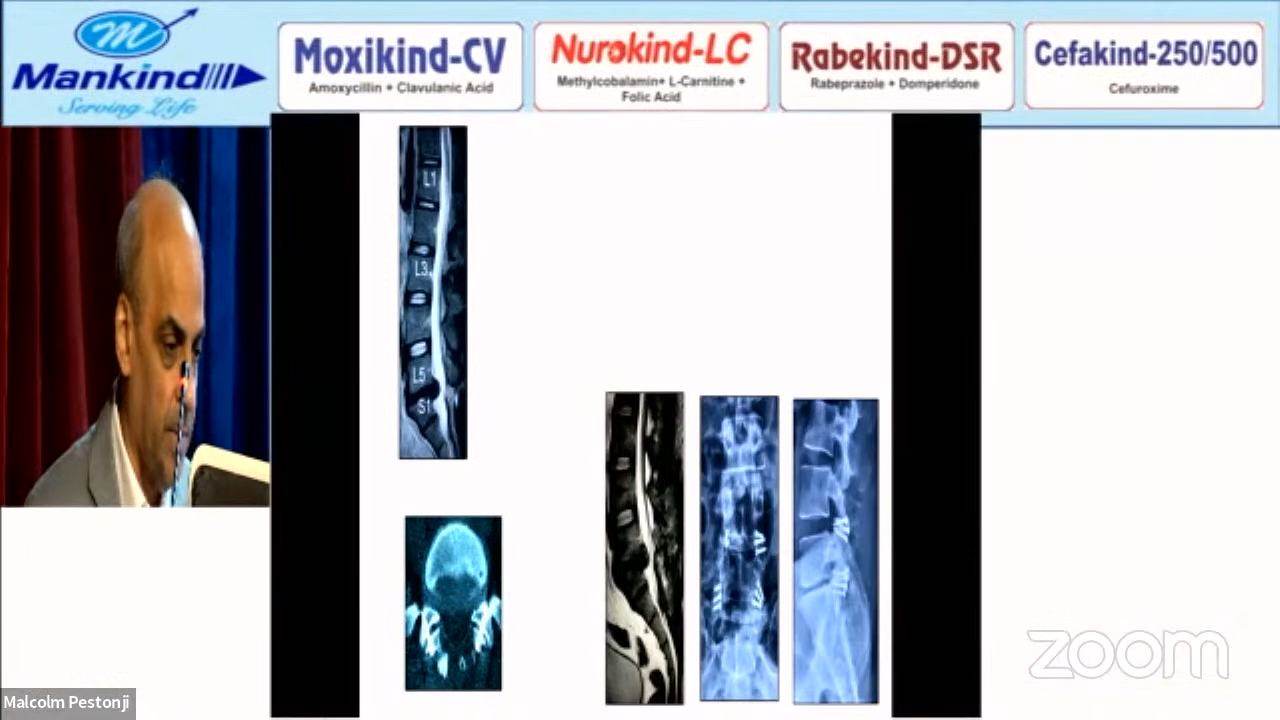 m
Mankind
Serving Life
Moxikind-CV
Amoxycillin + Clavulanic Acid
Nurokind-LC
Methylcobalamin+ L-Carnitine +
Folic Acid
Rabekind-DSR
Rabeprazole + Domperidone
Cefakind-250/500
Cefuroxime
L1
L3
L5
S1
zoom
Malcolm Pestonji